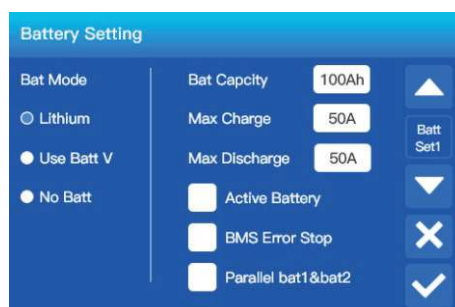 Battery Setting
Bat Mode
Lithium
Use Batt V
No Batt
Bat Capcity 100Ah
Max Charge 50A
Max Discharge 50A
Active Battery
BMS Error Stop
Parallel bat1&bat2
Batt
Set1